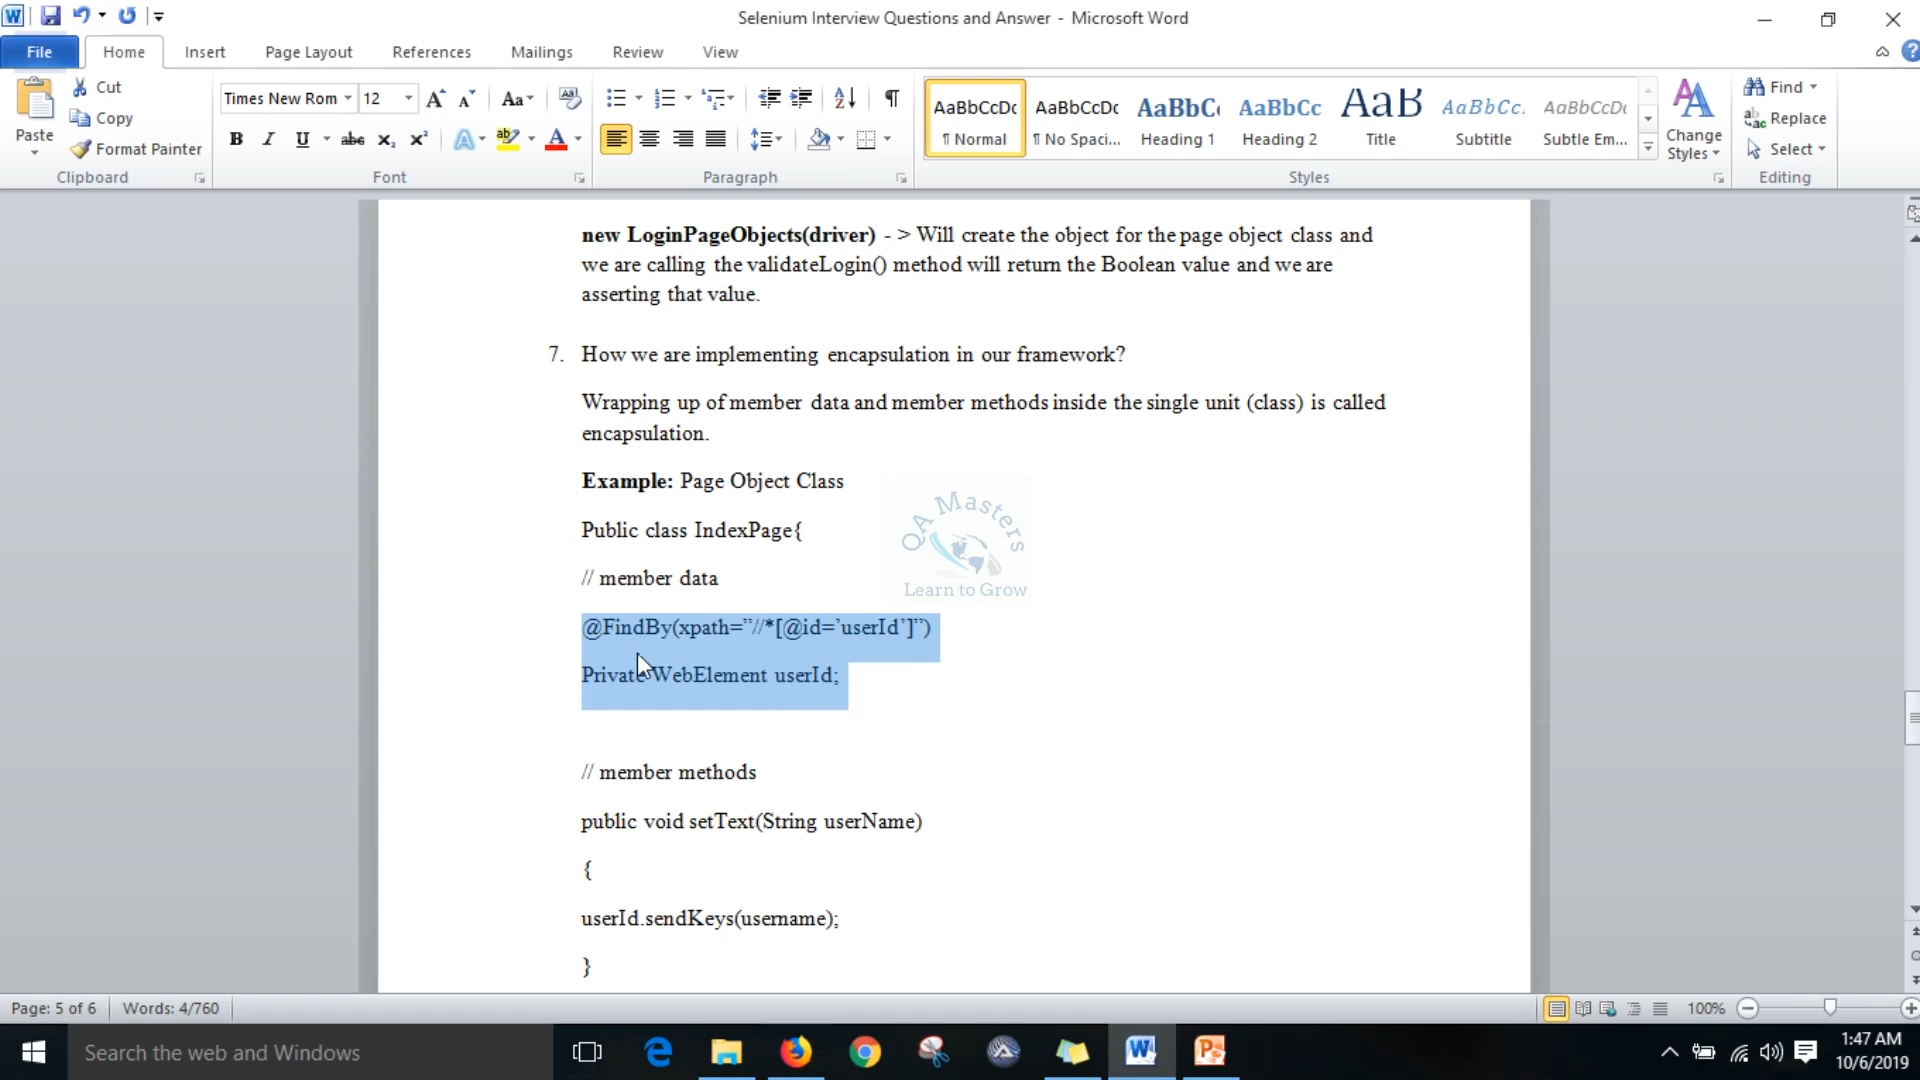 Selenium Interview Questions and Answer - Microsoft Word
File Home Insert Page Layout References Mailings Review View
Paste
Cut
Copy
Format Painter
Clipboard
Times New Rom 12
Font
Paragraph
AaBbCcDc AaBbCcDc AaBbC AaBbCc AaB AaBbCc. AaBbCcDc
¶ Normal ¶ No Spaci... Heading 1 Heading 2 Title Subtitle Subtle Em...
Change Styles
Styles
Find
Replace
Select
Editing
new LoginPageObjects(driver) - > Will create the object for the page object class and
we are calling the validateLogin() method will return the Boolean value and we are
asserting that value.
7. How we are implementing encapsulation in our framework?
Wrapping up of member data and member methods inside the single unit (class) is called
encapsulation.
Example: Page Object Class
Public class IndexPage{
// member data
@FindBy(xpath=”//*[@id=’userId’]”)
Private WebElement userId;
// member methods
public void setText(String userName)
{
userId.sendKeys(username);
}
QA Masters
Learn to Grow
Page: 5 of 6 Words: 4/760 100%
Search the web and Windows
1:47 AM
10/6/2019